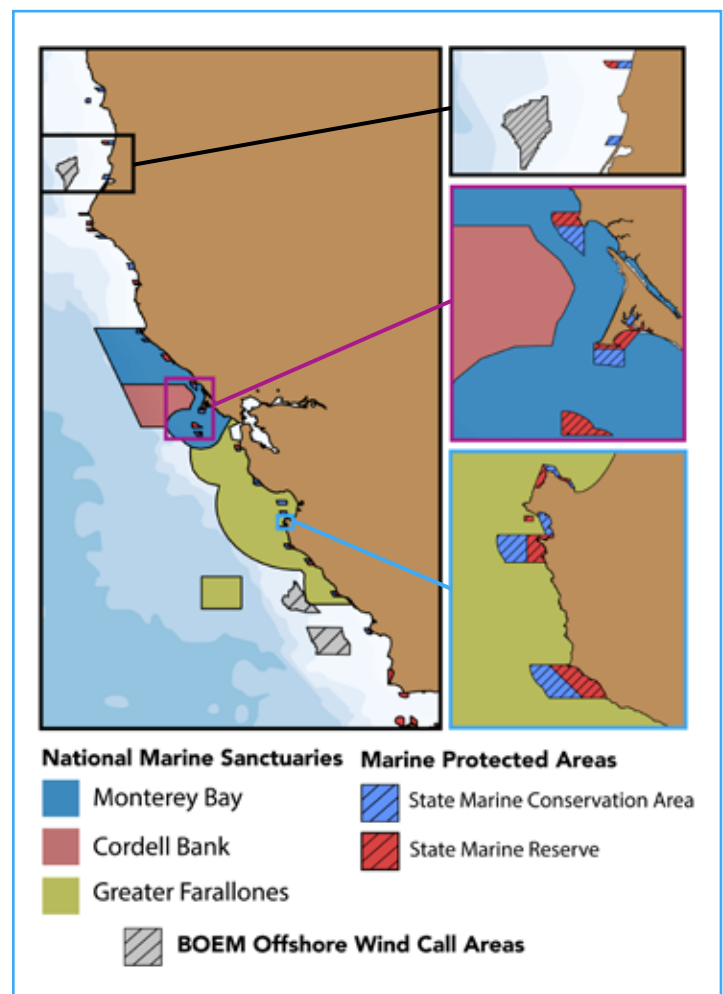 National Marine Sanctuaries
Monterey Bay
Cordell Bank
Greater Farallones
Marine Protected Areas
State Marine Conservation Area
State Marine Reserve
BOEM Offshore Wind Call Areas